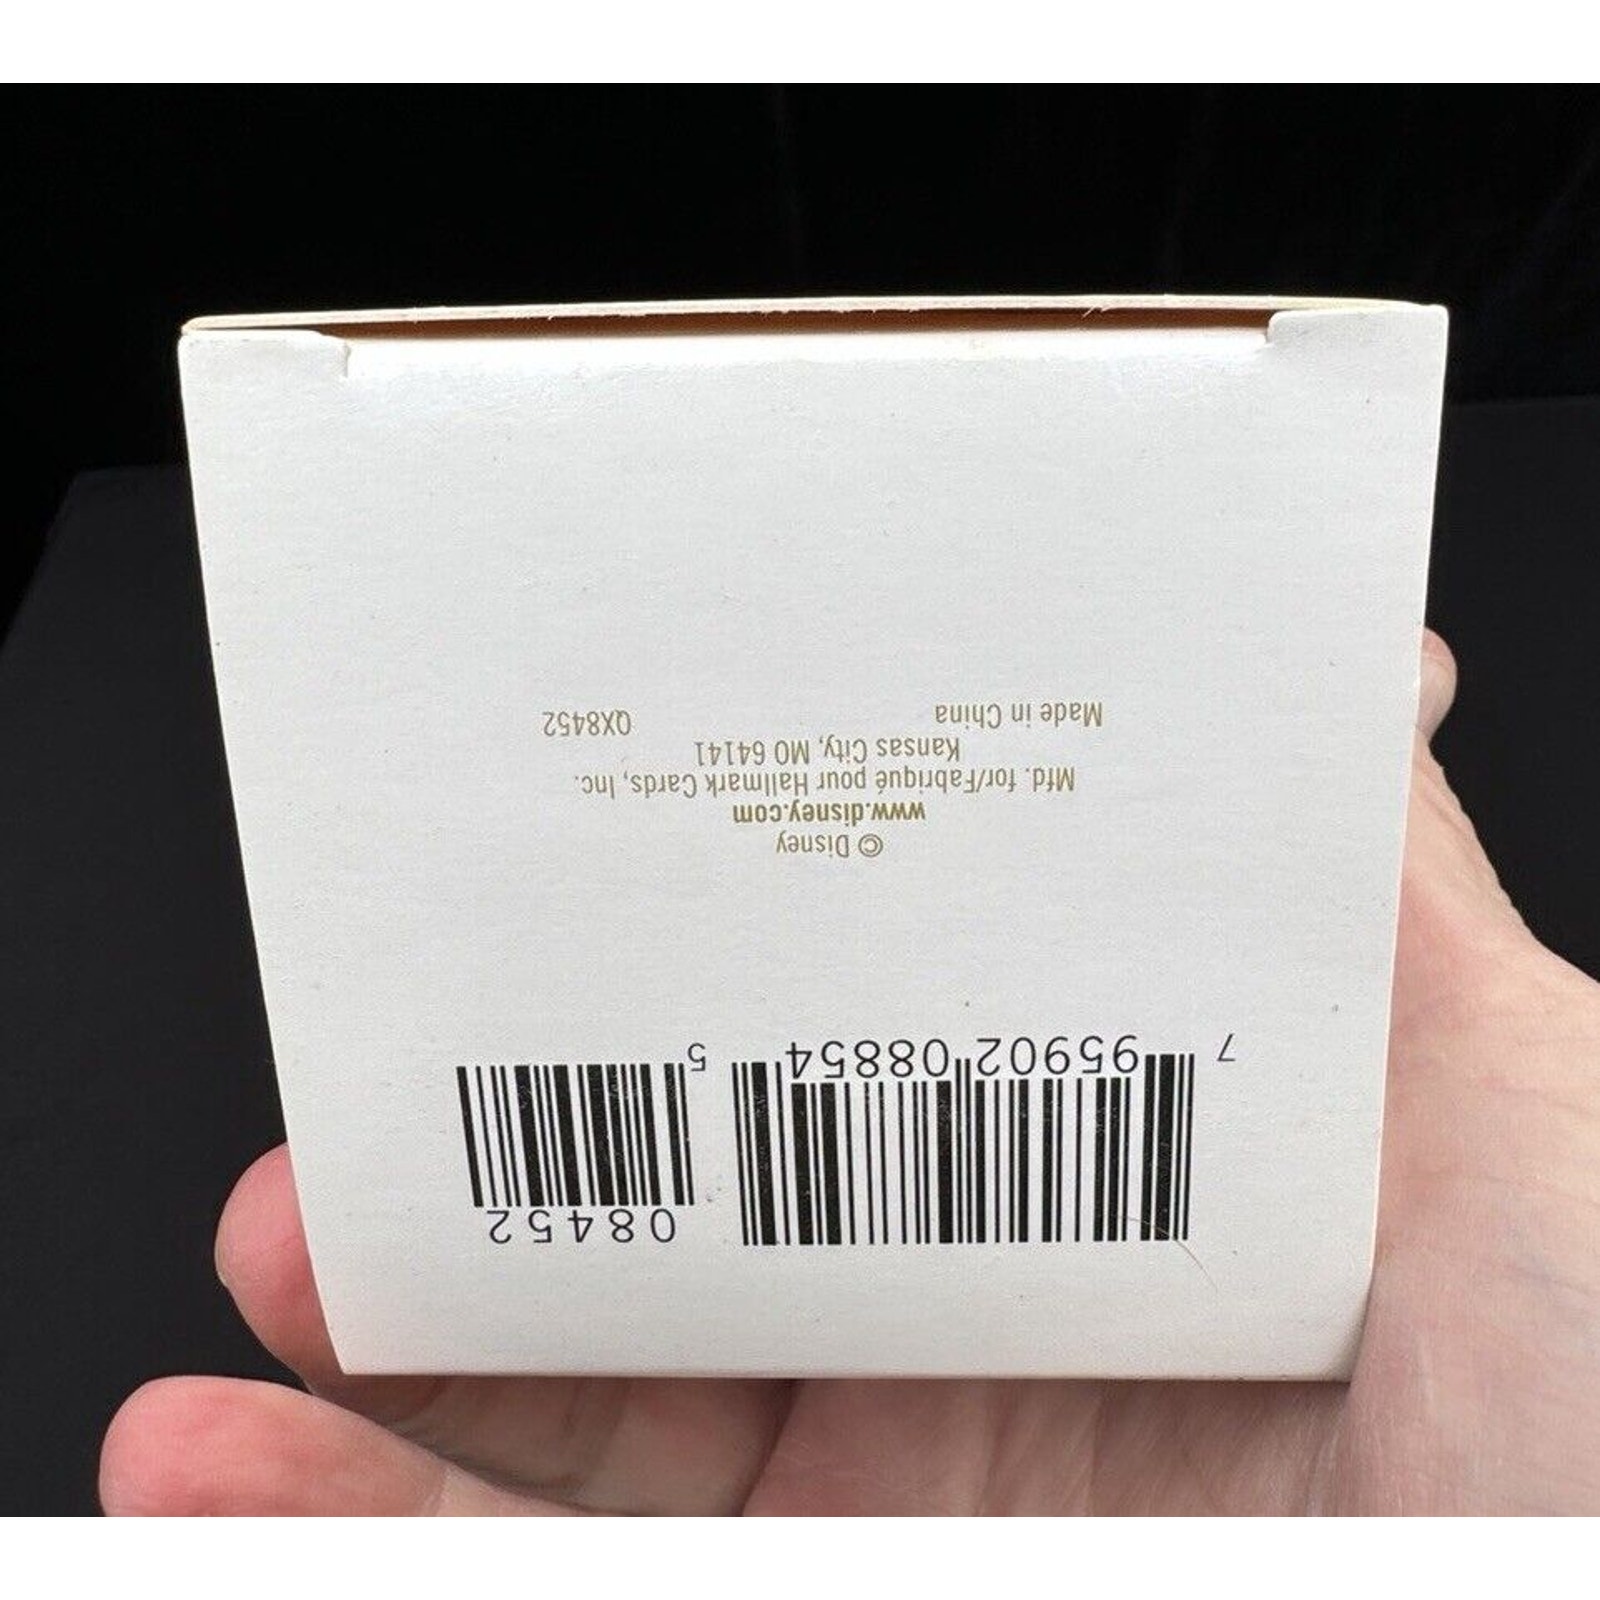 08452
7 95902 08854 5
© Disney
www.disney.com
Mfd. for/Fabriqué pour Hallmark Cards, Inc.
Kansas City, MO 64141
Made in China QX8452